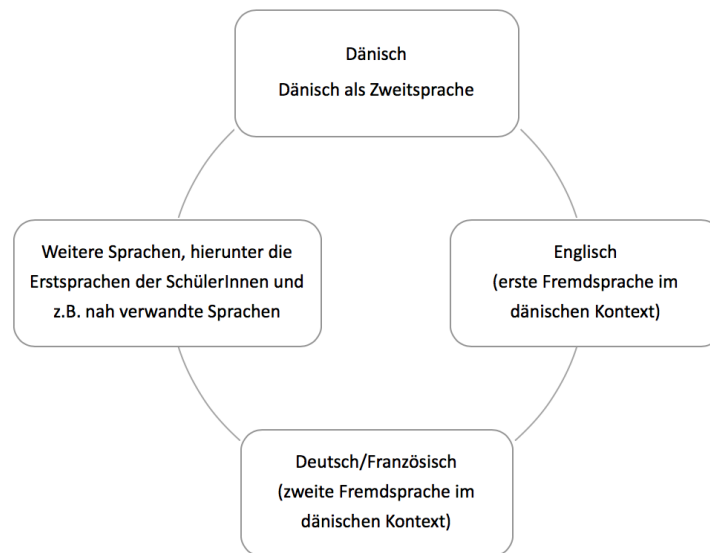 Dänisch
Dänisch als Zweitsprache
Weitere Sprachen, hierunter die
Erstsprachen der SchülerInnen und
z.B. nah verwandte Sprachen
Englisch
(erste Fremdsprache im
dänischen Kontext)
Deutsch/Französisch
(zweite Fremdsprache im
dänischen Kontext)